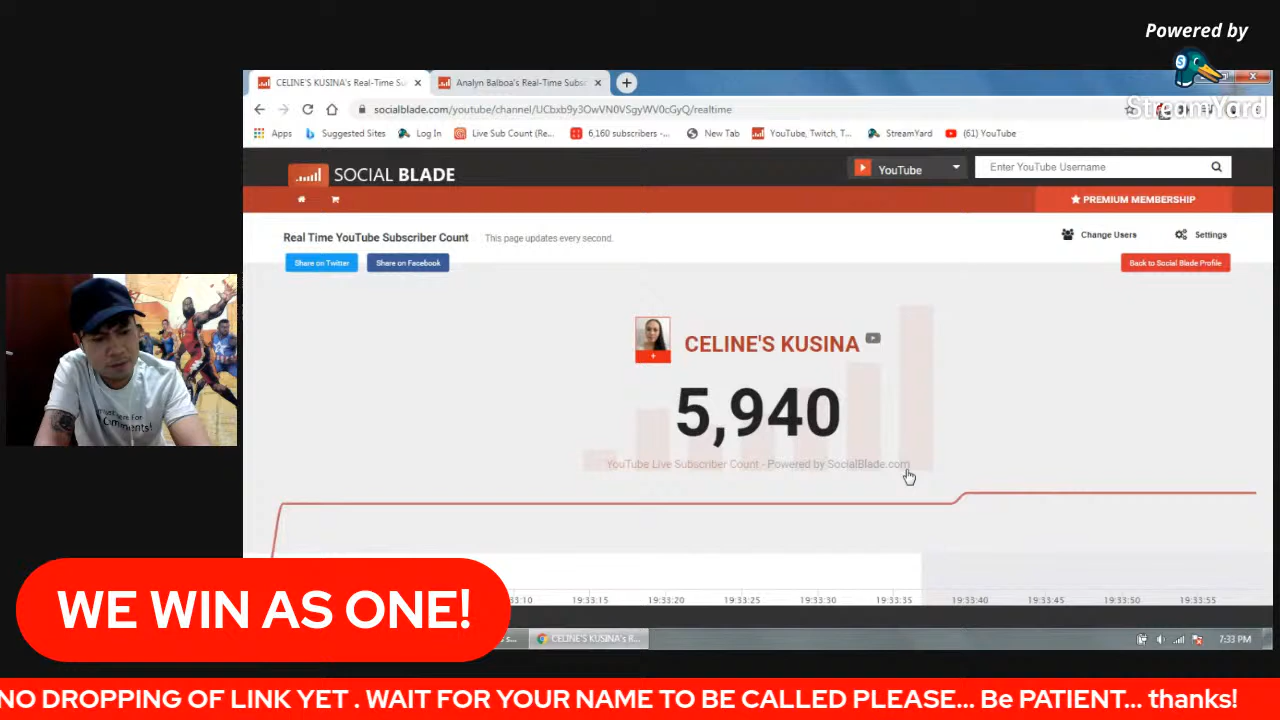 Powered by
StreamYard
CELINE'S KUSINA's Real-Time Su
Analyn Balboa's Real-Time Subs
socialblade.com/youtube/channel/UCbxb9y3OwVN0VSgyWV0cGyQ/realtime
Apps
Suggested Sites
Log In
Live Sub Count (Re...
6,160 subscribers -...
New Tab
YouTube, Twitch, T...
StreamYard
(61) YouTube
SOCIAL BLADE
YouTube
Enter YouTube Username
PREMIUM MEMBERSHIP
Real Time YouTube Subscriber Count
This page updates every second.
Change Users
Settings
Share on Twitter
Share on Facebook
Back to Social Blade Profile
CELINE'S KUSINA
5,940
YouTube Live Subscriber Count - Powered by SocialBlade.com
Comments!
19:33:15
19:33:20
19:33:25
19:33:30
19:33:35
19:33:40
19:33:45
19:33:50
19:33:55
WE WIN AS ONE!
CELINE'S KUSINA's R...
7:33 PM
NO DROPPING OF LINK YET . WAIT FOR YOUR NAME TO BE CALLED PLEASE... Be PATIENT... thanks!